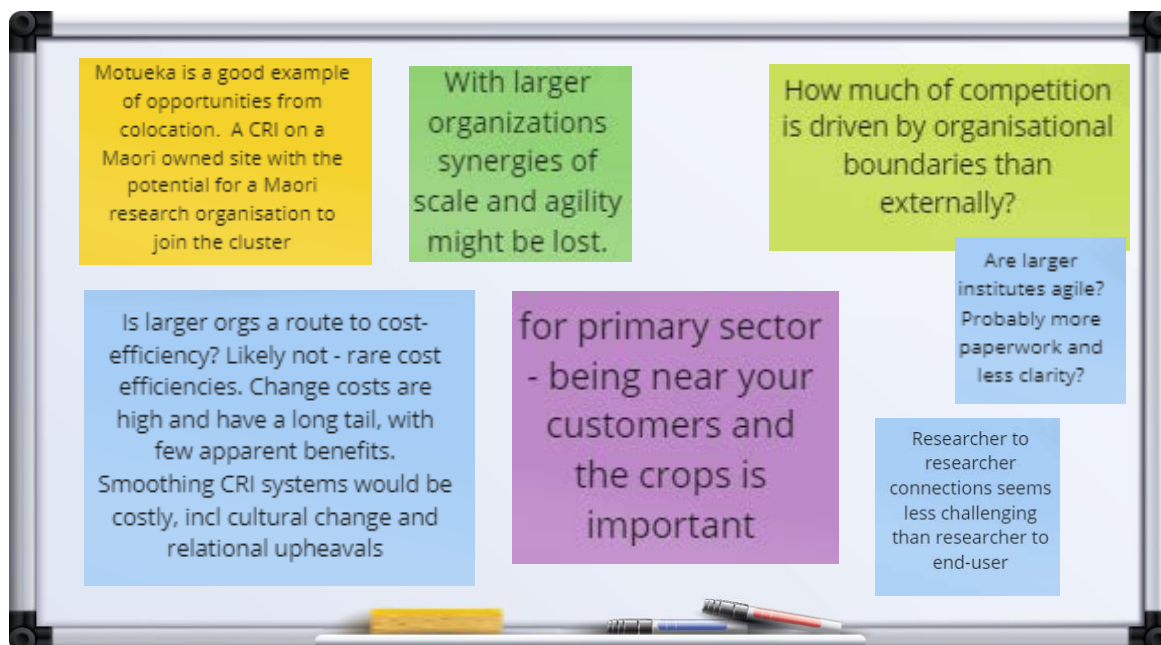 Motueka is a good example
of opportunities from
colocation. A CRI on a
Maori owned site with the
potential for a Maori
research organisation to
join the cluster
With larger
organizations
synergies of
scale and agility
might be lost.
How much of competition
is driven by organisational
boundaries than
externally?
Are larger
institutes agile?
Probably more
paperwork and
less clarity?
Is larger orgs a route to cost-
efficiency? Likely not - rare cost
efficiencies. Change costs are
high and have a long tail, with
few apparent benefits.
Smoothing CRI systems would be
costly, incl cultural change and
relational upheavals
for primary sector
- being near your
customers and
the crops is
important
Researcher to
researcher
connections seems
less challenging
than researcher to
end-user